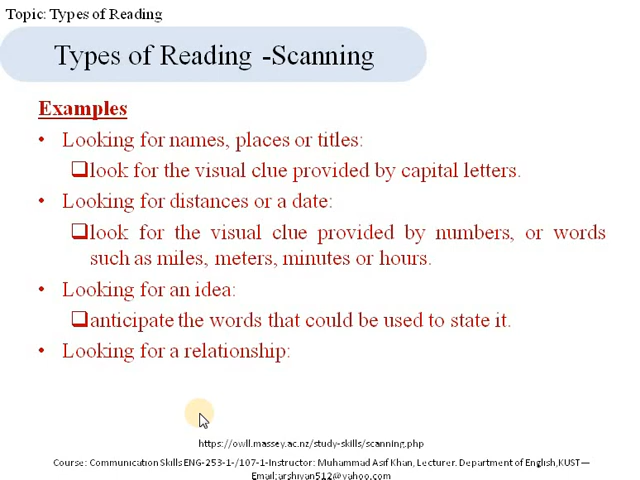 Topic: Types of Reading
Types of Reading -Scanning
Examples
• Looking for names, places or titles:
❑look for the visual clue provided by capital letters.
• Looking for distances or a date:
❑look for the visual clue provided by numbers, or words
such as miles, meters, minutes or hours.
• Looking for an idea:
❑anticipate the words that could be used to state it.
• Looking for a relationship:
https://owll.massey.ac.nz/study-skills/scanning.php
Course: Communication Skills ENG-253-1-/107-1-Instructor: Muhammad Asif Khan, Lecturer. Department of English,KUST—
Email;arshivan512@yahoo.com